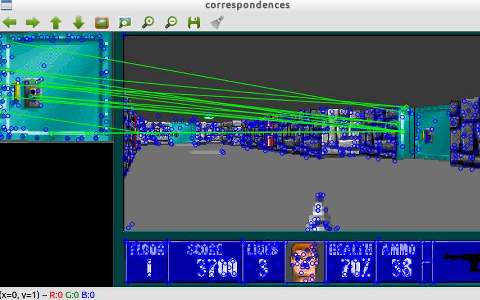 correspondences
FLOOR SCORE LIVES HEALTH AMMO
1 3700 3 70% 38
(x=0, y=1) ~ R:0 G:0 B:0